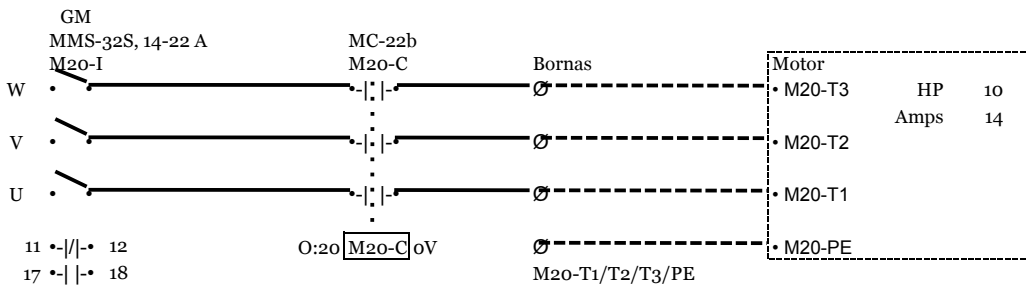 GM
MMS-32S, 14-22 A MC-22b
M20-I M20-C Bornas Motor
W •-| |-• Ø • M20-T3 HP 10
Amps 14
V •-| |-• Ø • M20-T2
U •-| |-• Ø • M20-T1
11 •-|/|-• 12 O:20 M20-C 0V Ø • M20-PE
17 •-| |-• 18 M20-T1/T2/T3/PE